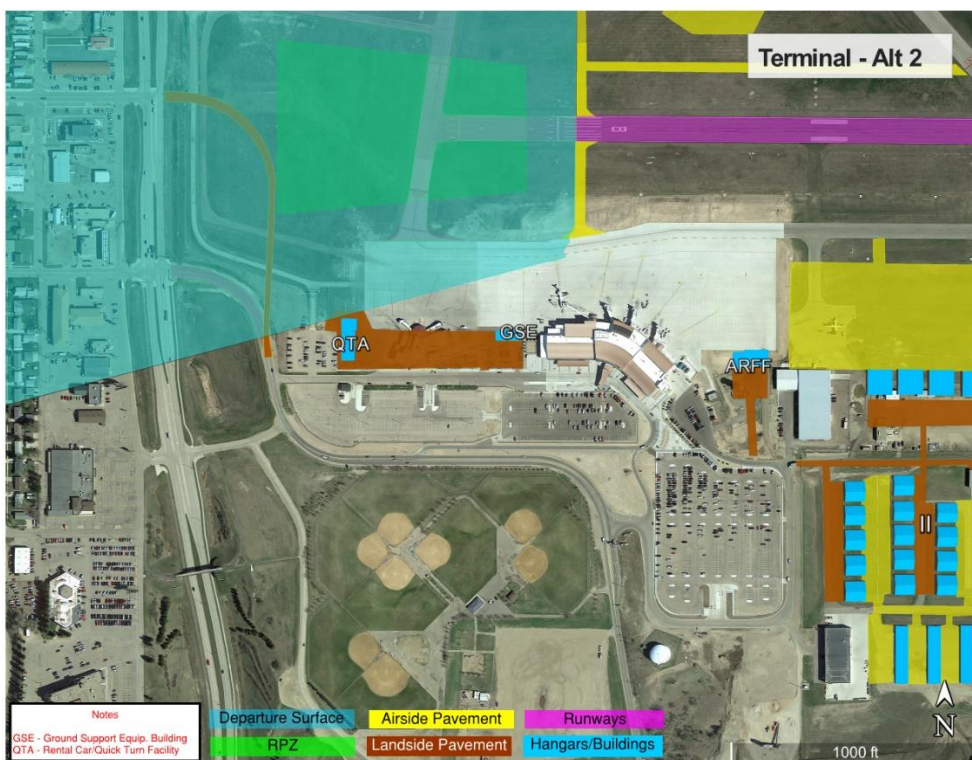 Terminal - Alt 2
GSE
QTA
ARFF
II
Notes
GSE - Ground Support Equip. Building
QTA - Rental Car/Quick Turn Facility
Departure Surface
Airside Pavement
Runways
RPZ
Landside Pavement
Hangars/Buildings
N
1000 ft